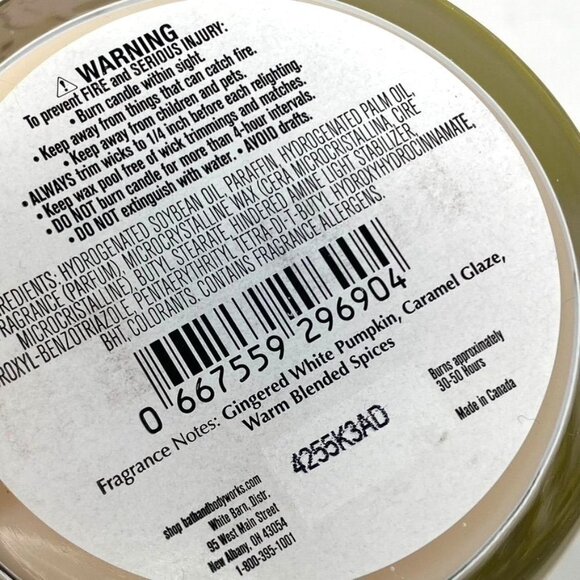 ⚠ WARNING
To prevent FIRE and SERIOUS INJURY:
• Burn candle within sight.
• Keep away from things that can catch fire.
• Keep away from children and pets.
• ALWAYS trim wicks to 1/4 inch before each relighting.
• Keep wax pool free of wick trimmings and matches.
• DO NOT burn candle for more than 4-hour intervals.
• DO NOT extinguish with water. • AVOID drafts.
REDIENTS: HYDROGENATED SOYBEAN OIL, PARAFFIN, HYDROGENATED PALM OIL,
FRAGRANCE (PARFUM), MICROCRYSTALLINE WAX (CERA MICROCRISTALLINA, CIRE
MICROCRISTALLINE), BUTYL STEARATE, HINDERED AMINE LIGHT STABILIZER,
ROXYL-BENZOTRIAZOLE, PENTAERYTHRITYL TETRA-DI-T-BUTYL HYDROXYHYDROCINNAMATE,
BHT, COLORANTS. CONTAINS FRAGRANCE ALLERGENS.
0 667559 296904
Fragrance Notes: Gingered White Pumpkin, Caramel Glaze,
Warm Blended Spices
4255K3AD
Burns approximately
30-50 Hours
Made in Canada
shop bathandbodyworks.com
White Barn, Distr.
95 West Main Street
New Albany, OH 43054
1-800-395-1001